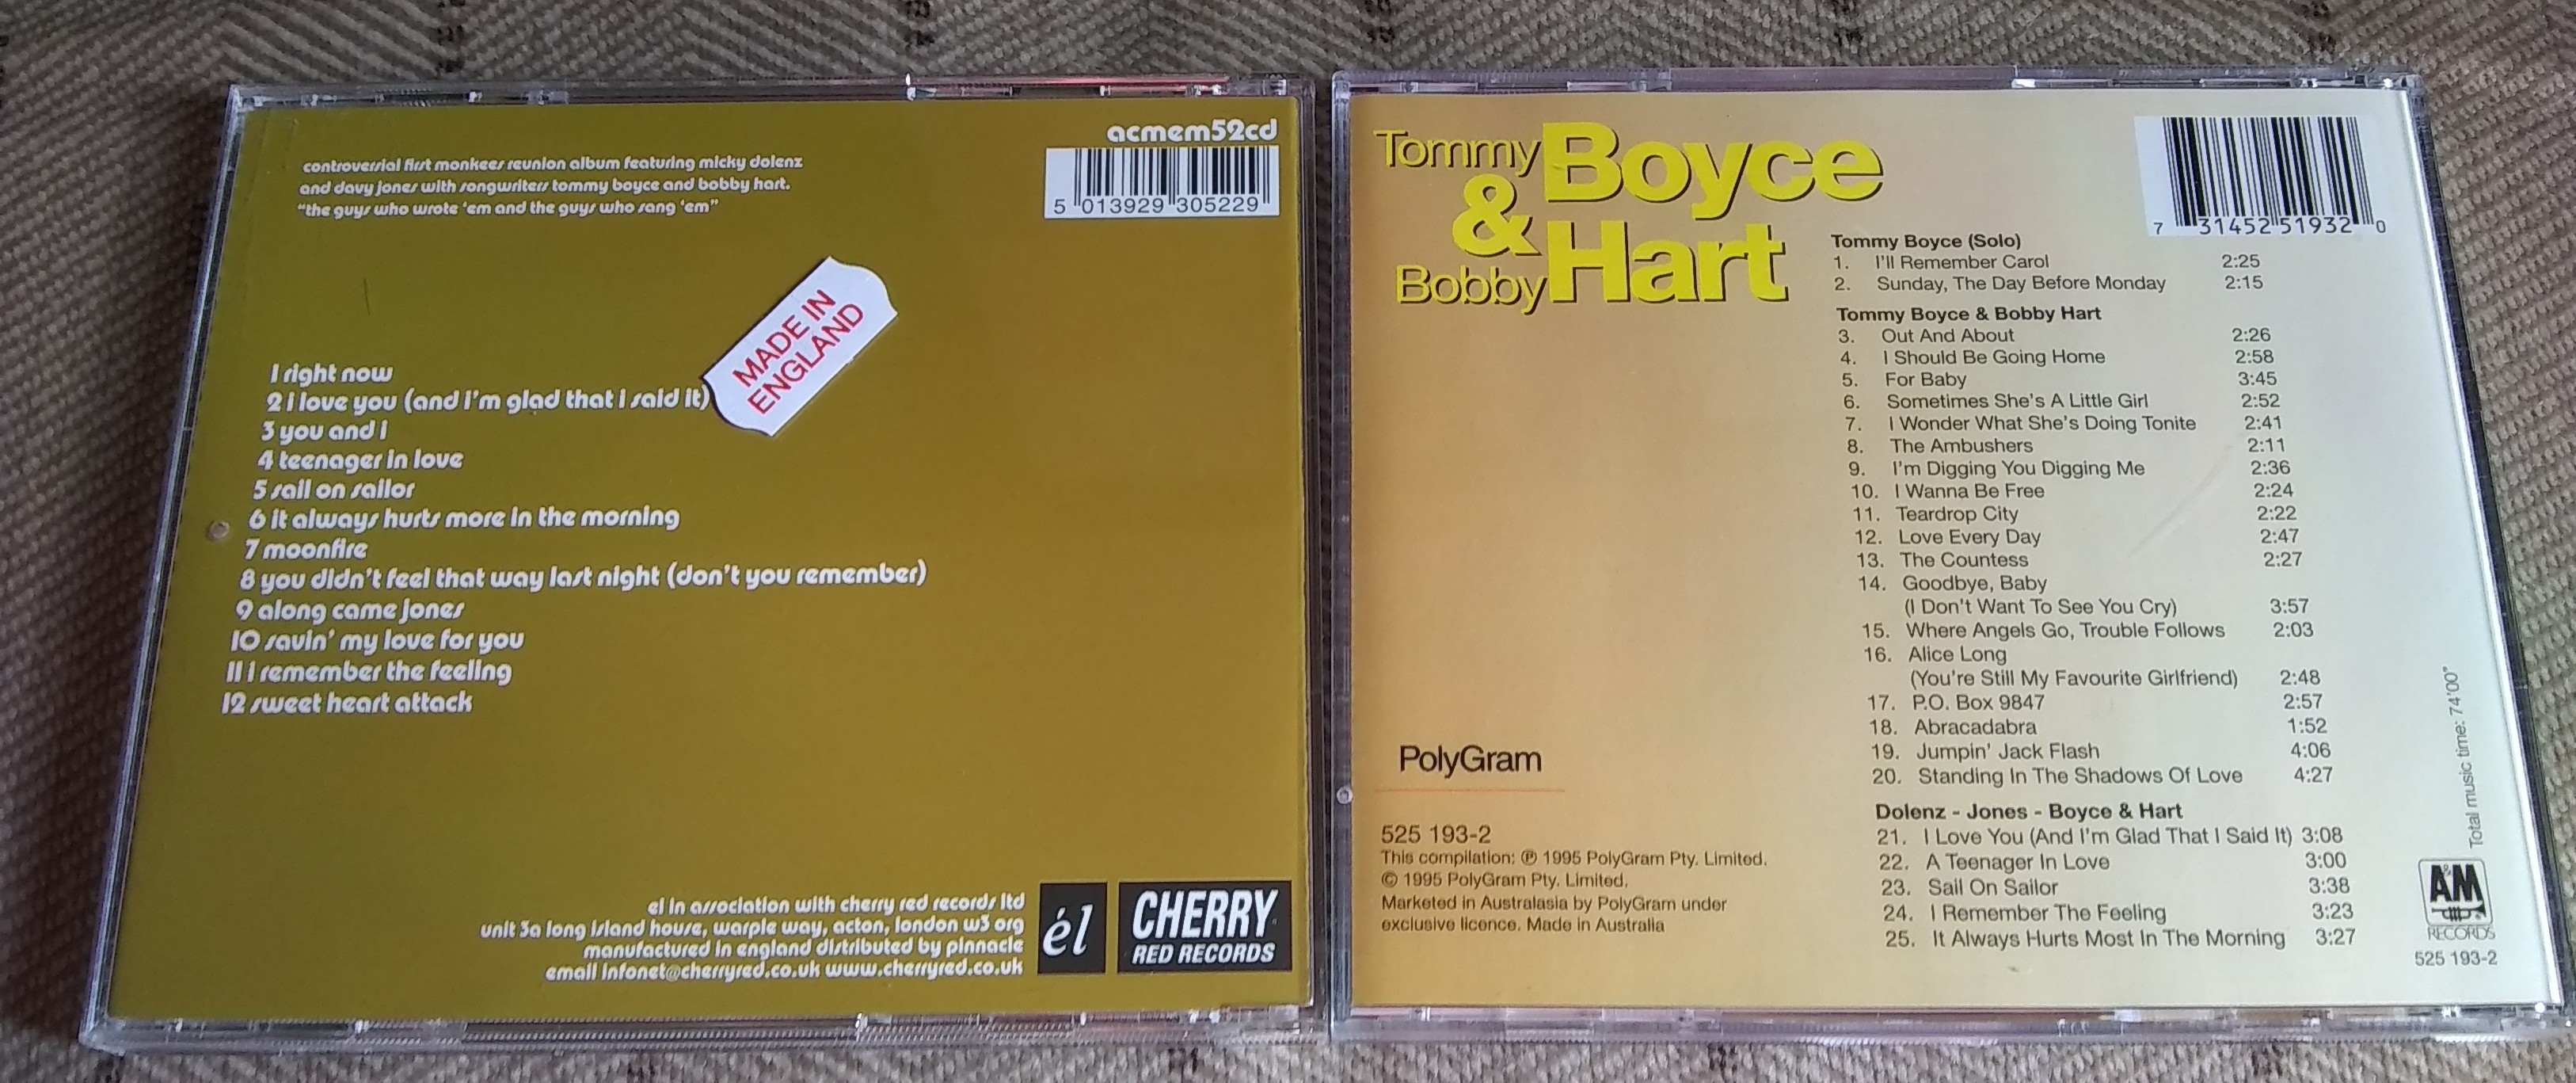 acmem52cd
controversial first monkees reunion album featuring micky dolenz
and davy jones with songwriters tommy boyce and bobby hart.
“the guys who wrote ‘em and the guys who sang ‘em”
5 013929 305229
MADE IN
ENGLAND
1 right now
2 i love you (and i'm glad that i said it)
3 you and i
4 teenager in love
5 sail on sailor
6 it always hurts more in the morning
7 moonfire
8 you didn't feel that way last night (don't you remember)
9 along came jones
10 savin' my love for you
11 i remember the feeling
12 sweet heart attack
el in association with cherry red records ltd
unit 3a long island house, warple way, acton, london w3 org
manufactured in england distributed by pinnacle
email infonet@cherryred.co.uk www.cherryred.co.uk
él
CHERRY
RED RECORDS
Tommy Boyce
&
Bobby Hart
7 31452 51932 0
Tommy Boyce (Solo)
1. I'll Remember Carol 2:25
2. Sunday, The Day Before Monday 2:15
Tommy Boyce & Bobby Hart
3. Out And About 2:26
4. I Should Be Going Home 2:58
5. For Baby 3:45
6. Sometimes She's A Little Girl 2:52
7. I Wonder What She's Doing Tonite 2:41
8. The Ambushers 2:11
9. I'm Digging You Digging Me 2:36
10. I Wanna Be Free 2:24
11. Teardrop City 2:22
12. Love Every Day 2:47
13. The Countess 2:27
14. Goodbye, Baby
(I Don't Want To See You Cry) 3:57
15. Where Angels Go, Trouble Follows 2:03
16. Alice Long
(You're Still My Favourite Girlfriend) 2:48
17. P.O. Box 9847 2:57
18. Abracadabra 1:52
19. Jumpin' Jack Flash 4:06
20. Standing In The Shadows Of Love 4:27
Dolenz - Jones - Boyce & Hart
21. I Love You (And I'm Glad That I Said It) 3:08
22. A Teenager In Love 3:00
23. Sail On Sailor 3:38
24. I Remember The Feeling 3:23
25. It Always Hurts Most In The Morning 3:27
PolyGram
525 193-2
This compilation: ℗ 1995 PolyGram Pty. Limited.
© 1995 PolyGram Pty. Limited.
Marketed in Australasia by PolyGram under
exclusive licence. Made in Australia
Total music time: 74'00"
A&M
RECORDS
525 193-2